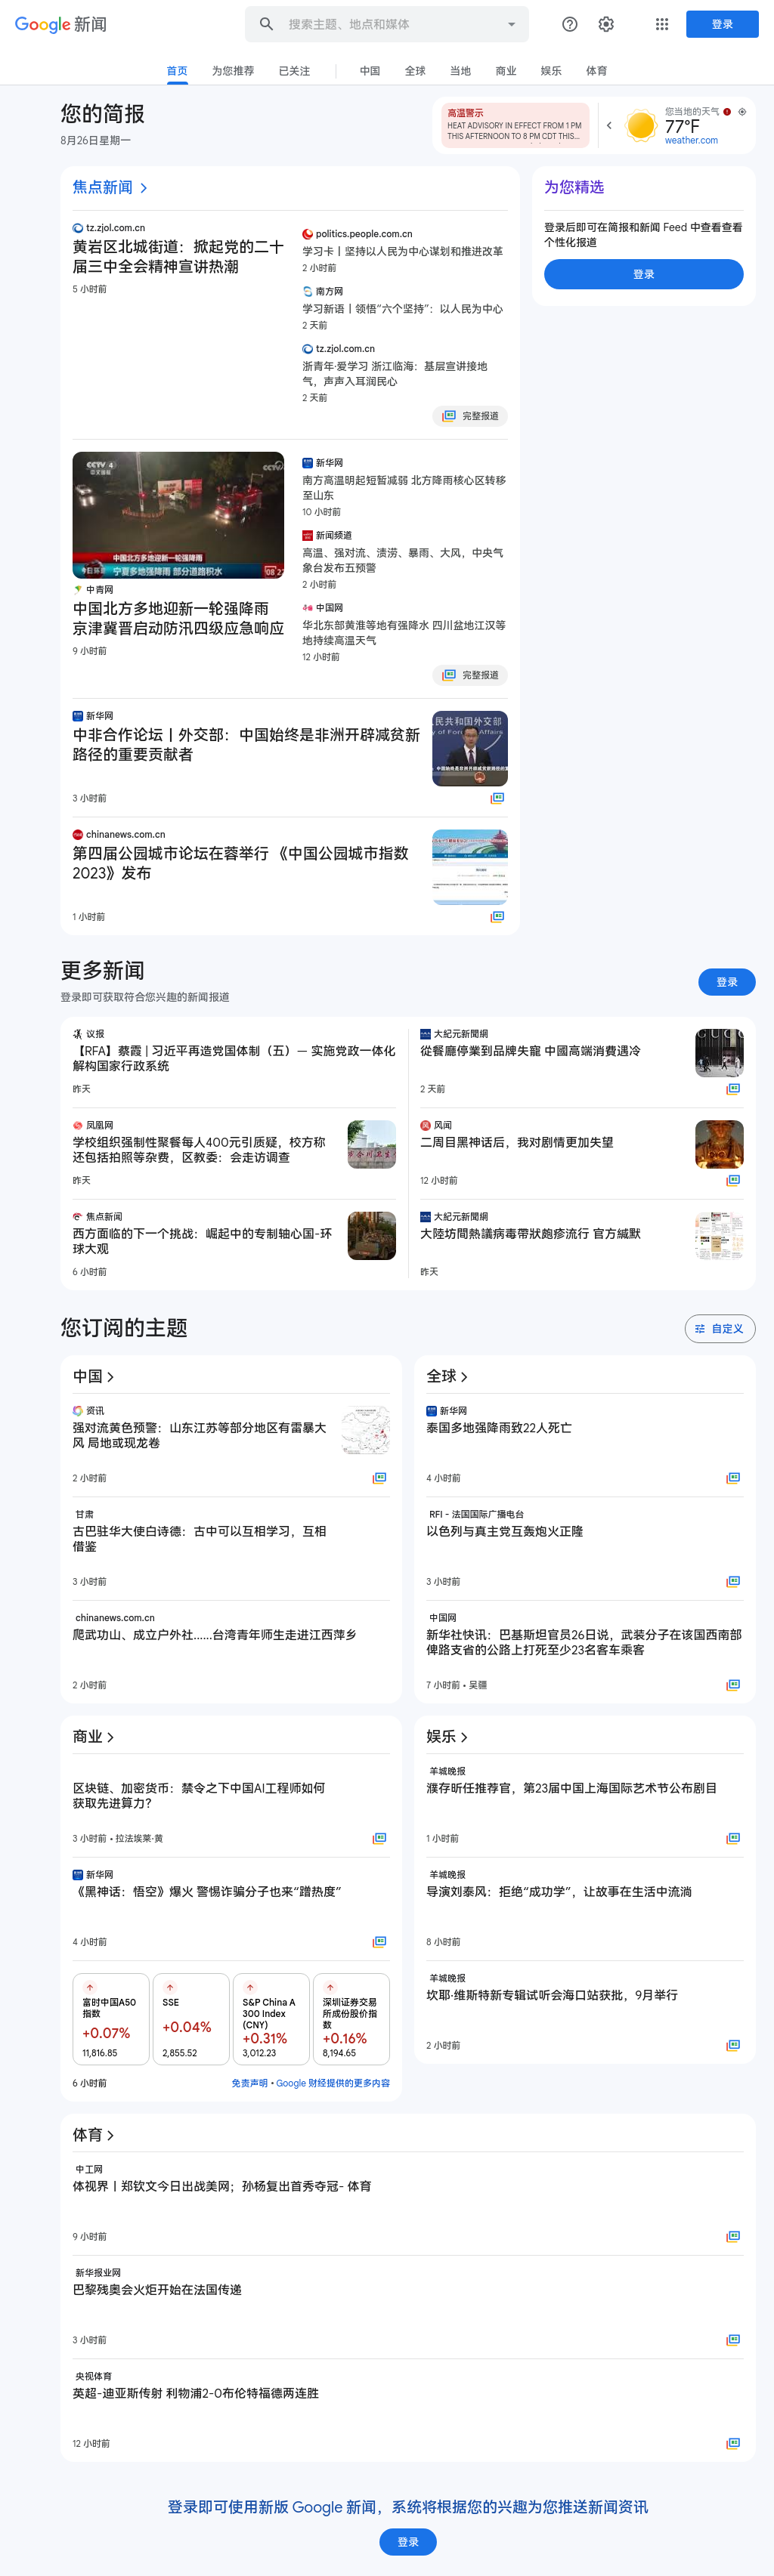 Google 新闻
搜索主题、地点和媒体
登录
首页
为您推荐
已关注
中国
全球
当地
商业
娱乐
体育
您的简报
8月26日星期一
高温警示
HEAT ADVISORY IN EFFECT FROM 1 PM
THIS AFTERNOON TO 8 PM CDT THIS...
您当地的天气
77°F
weather.com
焦点新闻
tz.zjol.com.cn
黄岩区北城街道：掀起党的二十
届三中全会精神宣讲热潮
5 小时前
politics.people.com.cn
学习卡丨坚持以人民为中心谋划和推进改革
2 小时前
南方网
学习新语丨领悟“六个坚持”：以人民为中心
2 天前
tz.zjol.com.cn
浙青年·爱学习 浙江临海：基层宣讲接地
气，声声入耳润民心
2 天前
完整报道
为您精选
登录后即可在简报和新闻 Feed 中查看查看
个性化报道
登录
CCTV 4
CCTV
中国北方多地迎新一轮强降雨
宁夏多地强降雨 部分道路积水
中青网
中国北方多地迎新一轮强降雨
京津冀晋启动防汛四级应急响应
9 小时前
新华网
南方高温明起短暂减弱 北方降雨核心区转移
至山东
10 小时前
新闻频道
高温、强对流、渍涝、暴雨、大风，中央气
象台发布五预警
2 小时前
中国网
华北东部黄淮等地有强降水 四川盆地江汉等
地持续高温天气
12 小时前
完整报道
新华网
中非合作论坛丨外交部：中国始终是非洲开辟减贫新
路径的重要贡献者
3 小时前
民共和国外交部
chinanews.com.cn
第四届公园城市论坛在蓉举行 《中国公园城市指数
2023》发布
1 小时前
更多新闻
登录即可获取符合您兴趣的新闻报道
登录
议报
【RFA】蔡霞 | 习近平再造党国体制（五）— 实施党政一体化
解构国家行政系统
昨天
凤凰网
学校组织强制性聚餐每人400元引质疑，校方称
还包括拍照等杂费，区教委：会走访调查
昨天
焦点新闻
西方面临的下一个挑战：崛起中的专制轴心国-环
球大观
6 小时前
大紀元新聞網
從餐廳停業到品牌失寵 中國高端消費遇冷
2 天前
风闻
二周目黑神话后，我对剧情更加失望
12 小时前
大紀元新聞網
大陸坊間熱議病毒帶狀皰疹流行 官方緘默
昨天
您订阅的主题
自定义
中国
资讯
强对流黄色预警：山东江苏等部分地区有雷暴大
风 局地或现龙卷
2 小时前
甘肃
古巴驻华大使白诗德：古中可以互相学习，互相
借鉴
3 小时前
chinanews.com.cn
爬武功山、成立户外社……台湾青年师生走进江西萍乡
2 小时前
全球
新华网
泰国多地强降雨致22人死亡
4 小时前
RFI - 法国国际广播电台
以色列与真主党互轰炮火正隆
3 小时前
中国网
新华社快讯：巴基斯坦官员26日说，武装分子在该国西南部
俾路支省的公路上打死至少23名客车乘客
7 小时前 • 吴疆
商业
区块链、加密货币：禁令之下中国AI工程师如何
获取先进算力？
3 小时前 • 拉法埃莱·黄
新华网
《黑神话：悟空》爆火 警惕诈骗分子也来“蹭热度”
4 小时前
富时中国A50
指数
+0.07%
11,816.85
SSE
+0.04%
2,855.52
S&P China A
300 Index
(CNY)
+0.31%
3,012.23
深圳证券交易
所成份股价指
数
+0.16%
8,194.65
6 小时前
免责声明 • Google 财经提供的更多内容
娱乐
羊城晚报
濮存昕任推荐官，第23届中国上海国际艺术节公布剧目
1 小时前
羊城晚报
导演刘泰风：拒绝“成功学”，让故事在生活中流淌
8 小时前
羊城晚报
坎耶·维斯特新专辑试听会海口站获批，9月举行
2 小时前
体育
中工网
体视界丨郑钦文今日出战美网；孙杨复出首秀夺冠- 体育
9 小时前
新华报业网
巴黎残奥会火炬开始在法国传递
3 小时前
央视体育
英超-迪亚斯传射 利物浦2-0布伦特福德两连胜
12 小时前
登录即可使用新版 Google 新闻，系统将根据您的兴趣为您推送新闻资讯
登录